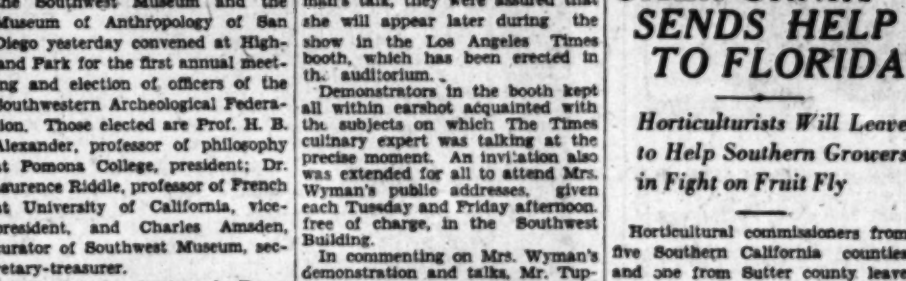 the Southwest Museum and the
Museum of Anthropology of San
Diego yesterday convened at High-
and Park for the first annual meet-
ng and election of officers of the
Southwestern Archeological Federa-
ion. Those elected are Prof. H. B.
Alexander, professor of philosophy
at Pomona College, president; Dr.
Laurence Riddle, professor of French
at University of California, vice-
president, and Charles Amsden,
curator of Southwest Museum, sec-
retary-treasurer.
man's talk, they were assured that
she will appear later during the
show in the Los Angeles Times
booth, which has been erected in
the auditorium.
Demonstrators in the booth kept
all within earshot acquainted with
the subjects on which The Times
culinary expert was talking at the
precise moment. An invitation also
was extended for all to attend Mrs.
Wyman's public addresses, given
each Tuesday and Friday afternoon,
free of charge, in the Southwest
Building.
In commenting on Mrs. Wyman's
demonstration and talks, Mr. Tup-
SENDS HELP
TO FLORIDA
Horticulturists Will Leave
to Help Southern Growers
in Fight on Fruit Fly
Horticultural commissioners from
five Southern California counties
and one from Sutter county leave